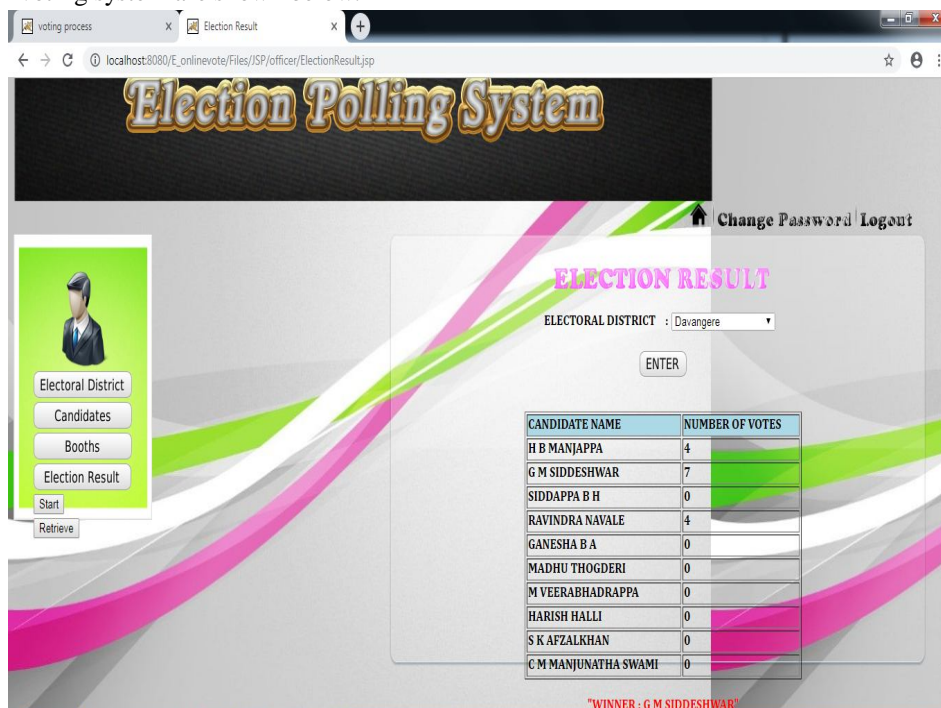 voting process
Election Result
localhost:8080/E_onlinevote/Files/JSP/officer/ElectionResult.jsp
Election Polling System
Change Password Logout
Electoral District
Candidates
Booths
Election Result
Start
Retrieve
ELECTION RESULT
ELECTORAL DISTRICT : Davangere
ENTER
CANDIDATE NAME NUMBER OF VOTES
H B MANJAPPA 4
G M SIDDESHWAR 7
SIDDAPPA B H 0
RAVINDRA NAVALE 4
GANESHA B A 0
MADHU THOGDERI 0
M VEERABHADRAPPA 0
HARISH HALLI 0
S K AFZALKHAN 0
C M MANJUNATHA SWAMI 0
"WINNER : G M SIDDESHWAR"